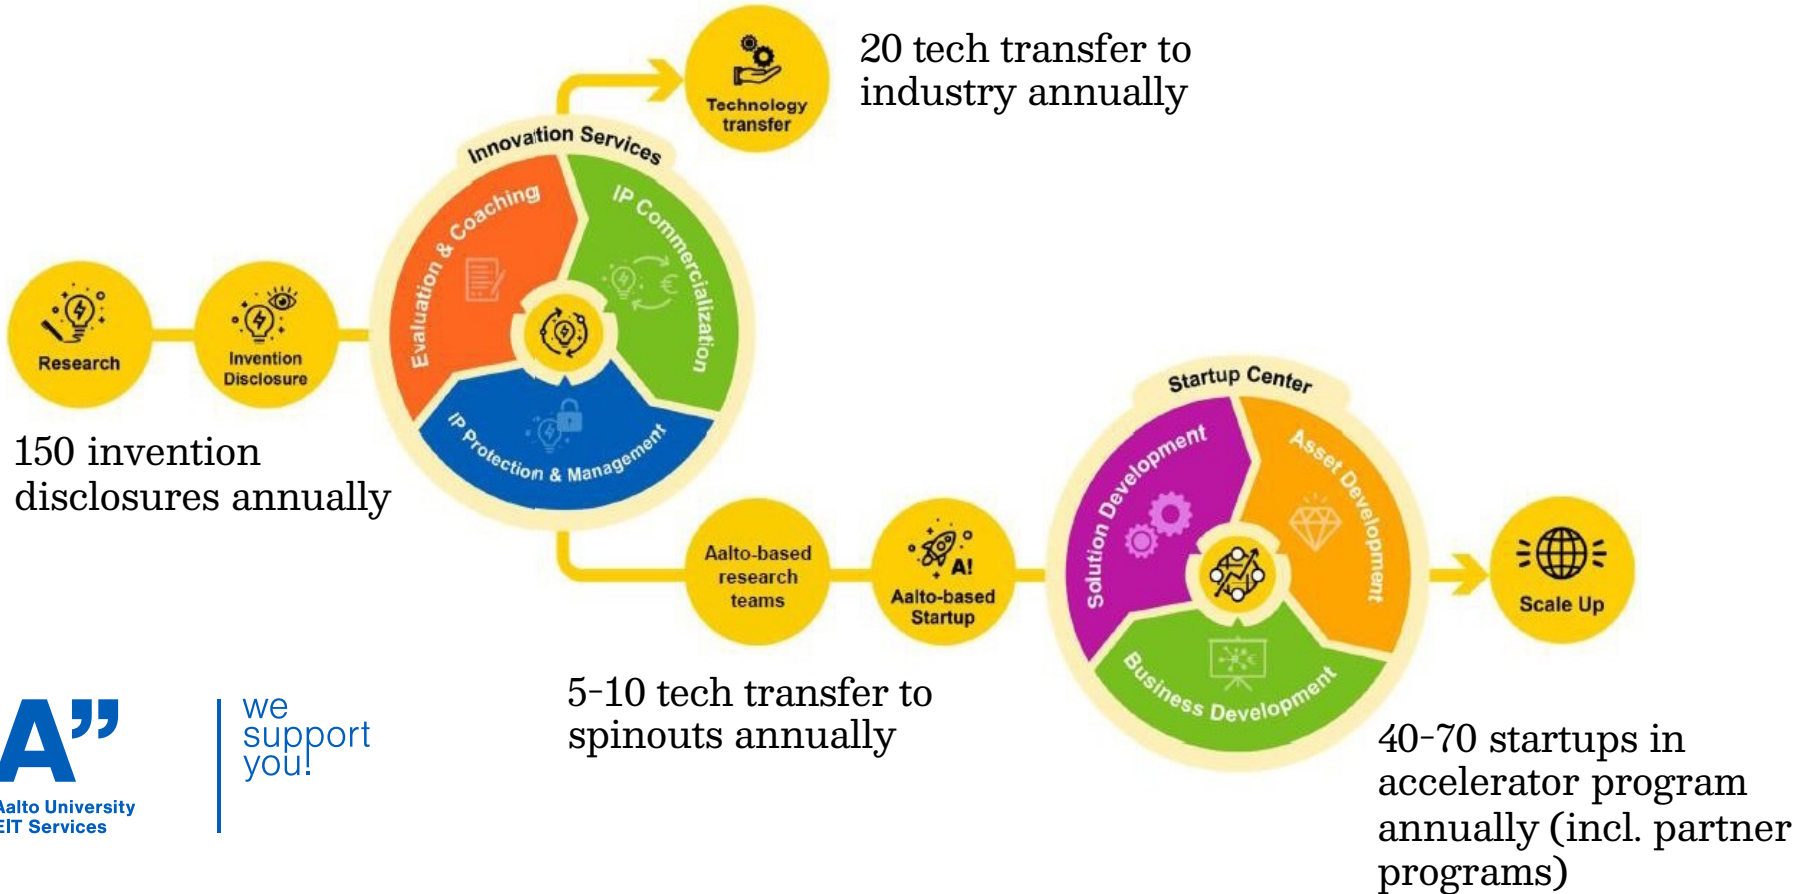 20 tech transfer to
industry annually
Technology
transfer
Innovation Services
Evaluation & Coaching
IP Commercialization
IP Protection & Management
Research
Invention
Disclosure
150 invention
disclosures annually
Startup Center
Solution Development
Asset Development
Business Development
Aalto-based
research
teams
A!
Aalto-based
Startup
Scale Up
5-10 tech transfer to
spinouts annually
40-70 startups in
accelerator program
annually (incl. partner
programs)
A”
Aalto University
EIT Services
we
support
you!